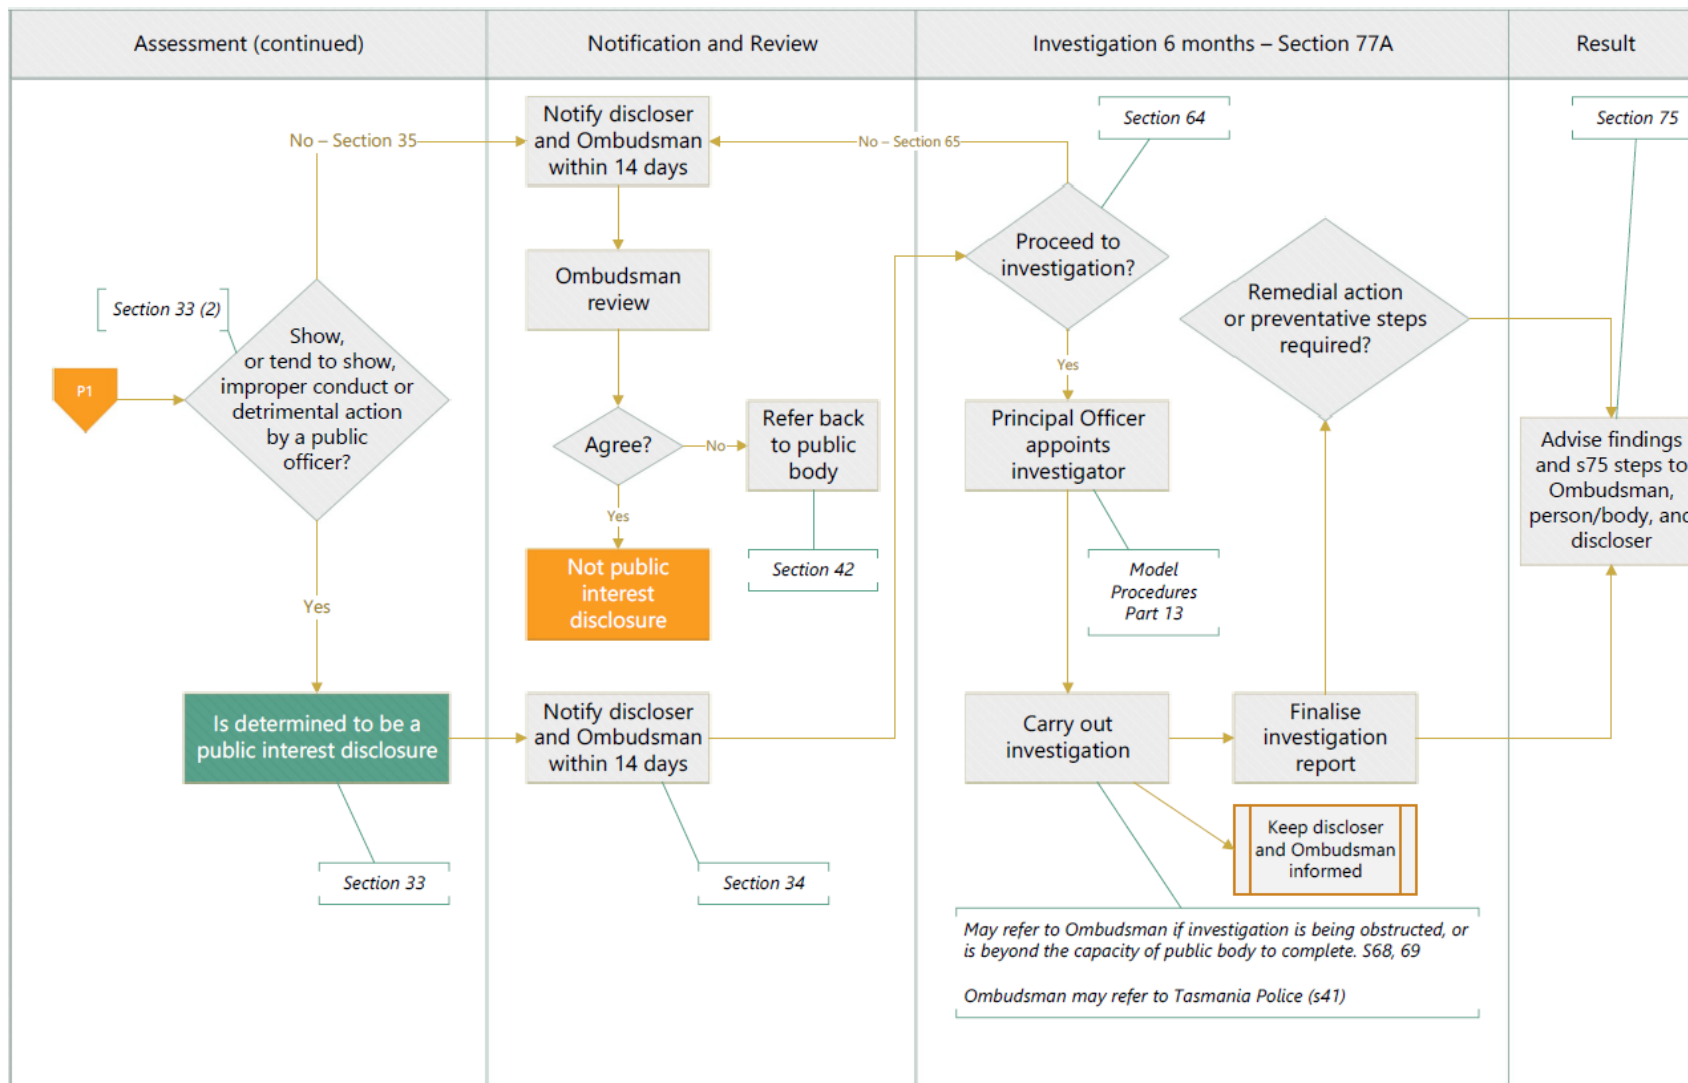 Assessment (continued)
Notification and Review
Investigation 6 months – Section 77A
Result
P1
Section 33 (2)
Show,
or tend to show,
improper conduct or
detrimental action
by a public
officer?
No – Section 35
Yes
Is determined to be a
public interest disclosure
Section 33
Notify discloser
and Ombudsman
within 14 days
Ombudsman
review
Agree?
No
Refer back
to public
body
Section 42
Yes
Not public
interest
disclosure
Notify discloser
and Ombudsman
within 14 days
Section 34
No – Section 65
Section 64
Proceed to
investigation?
Yes
Principal Officer
appoints
investigator
Model
Procedures
Part 13
Carry out
investigation
Finalise
investigation
report
Keep discloser
and Ombudsman
informed
May refer to Ombudsman if investigation is being obstructed, or
is beyond the capacity of public body to complete. S68, 69
Ombudsman may refer to Tasmania Police (s41)
Remedial action
or preventative steps
required?
Section 75
Advise findings
and s75 steps to
Ombudsman,
person/body, and
discloser